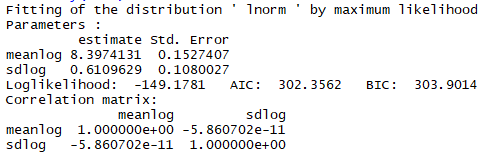 Fitting of the distribution ' lnorm ' by maximum likelihood
Parameters :
estimate Std. Error
meanlog 8.3974131 0.1527407
sdlog 0.6109629 0.1080027
Loglikelihood: -149.1781 AIC: 302.3562 BIC: 303.9014
Correlation matrix:
meanlog sdlog
meanlog 1.000000e+00 -5.860702e-11
sdlog -5.860702e-11 1.000000e+00